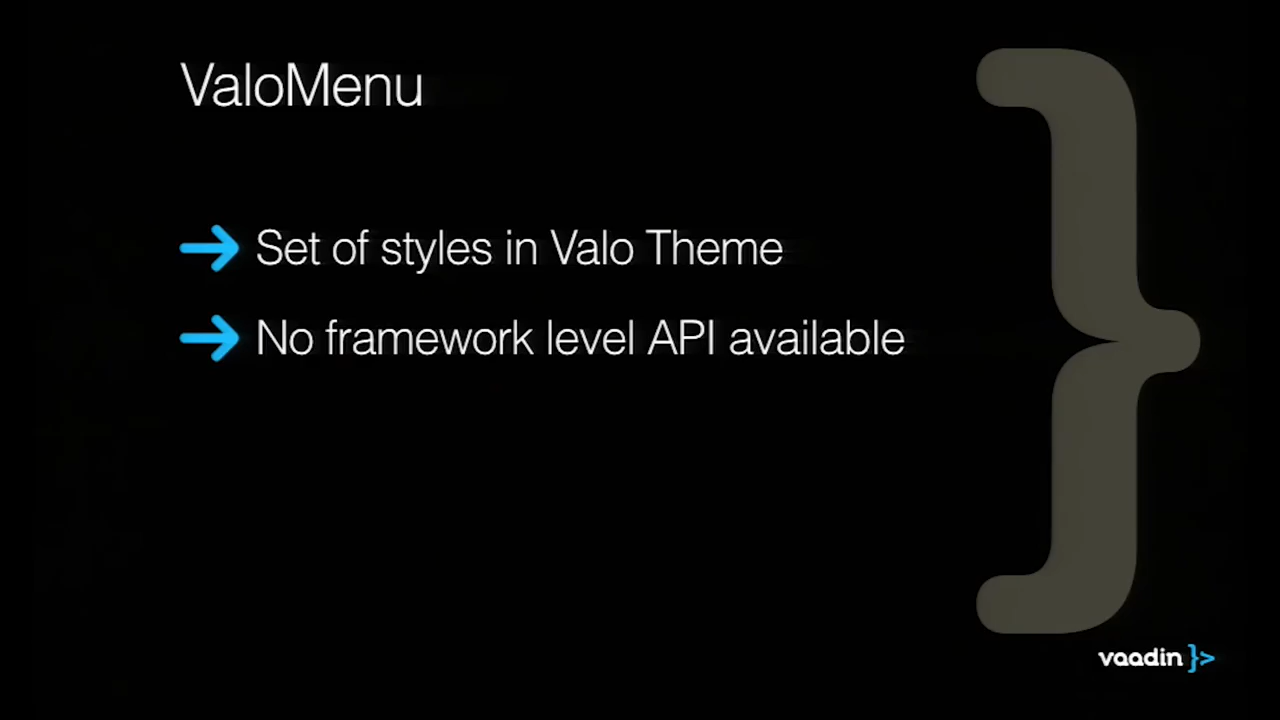 ValoMenu
Set of styles in Valo Theme
No framework level API available
vaadin }>